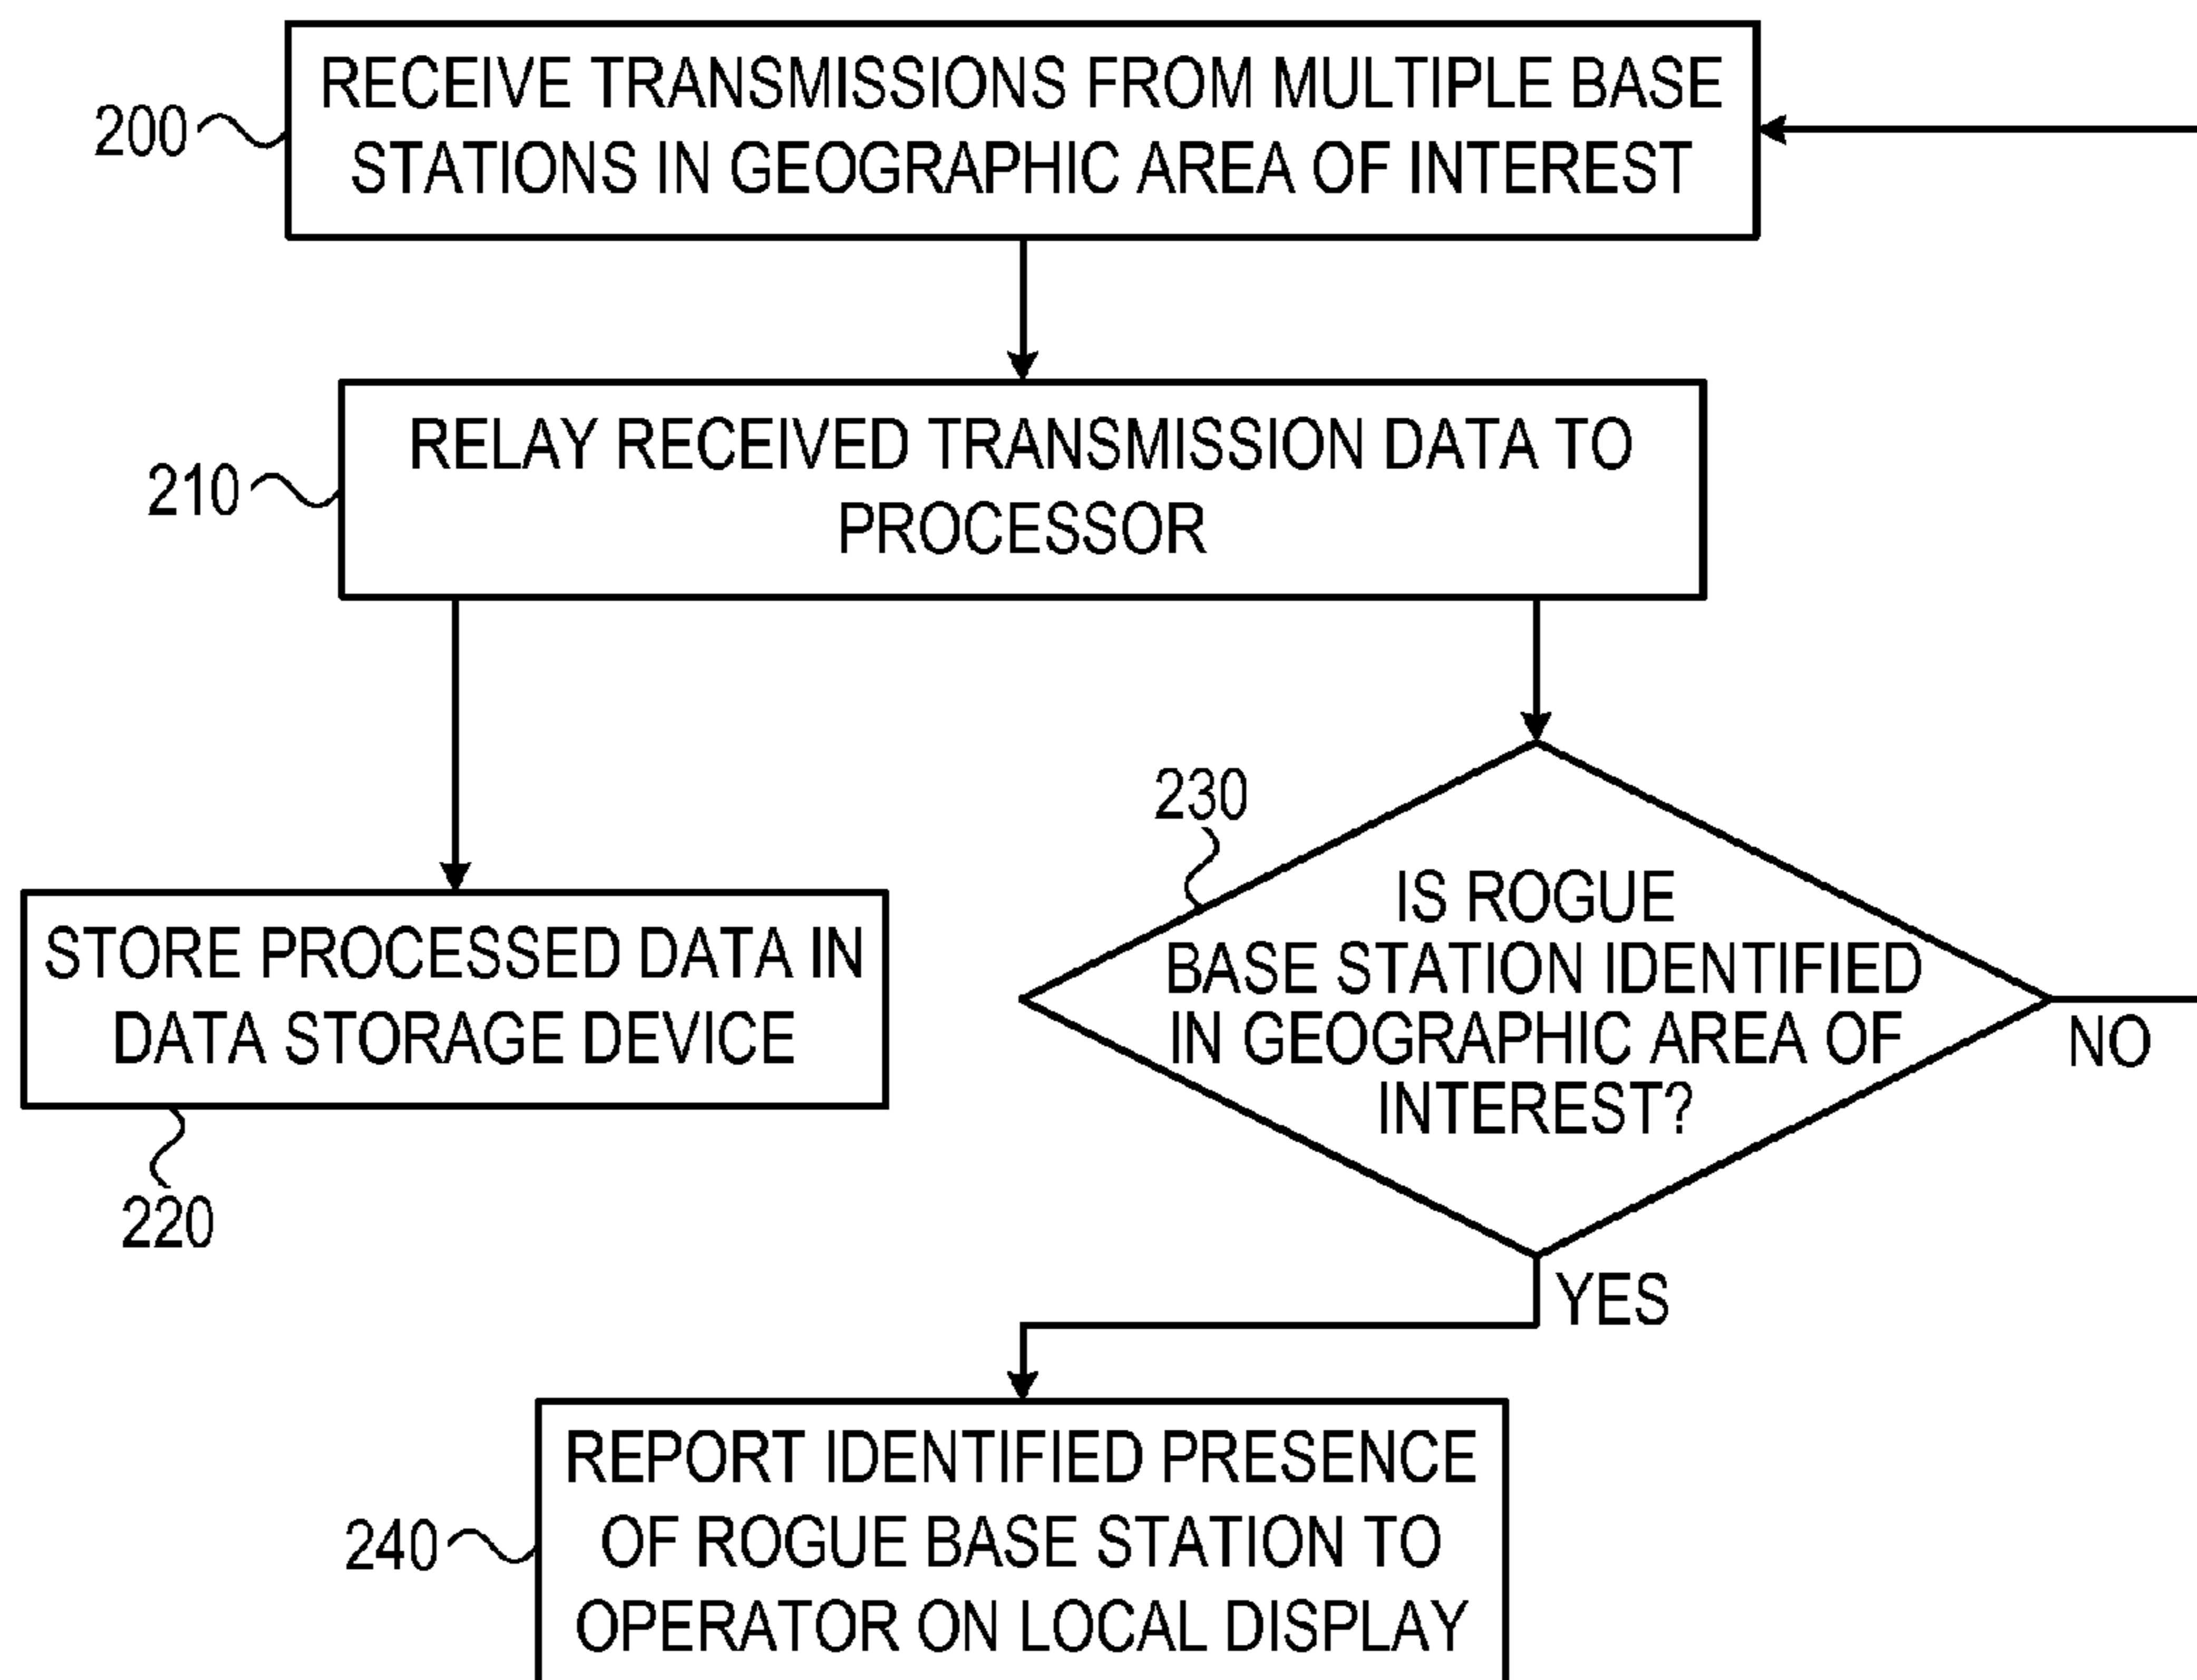 RECEIVE TRANSMISSIONS FROM MULTIPLE BASE
STATIONS IN GEOGRAPHIC AREA OF INTEREST
200
RELAY RECEIVED TRANSMISSION DATA TO
PROCESSOR
210
230
STORE PROCESSED DATA IN
DATA STORAGE DEVICE
220
IS ROGUE
BASE STATION IDENTIFIED
IN GEOGRAPHIC AREA OF
INTEREST?
NO
YES
REPORT IDENTIFIED PRESENCE
OF ROGUE BASE STATION TO
OPERATOR ON LOCAL DISPLAY
240